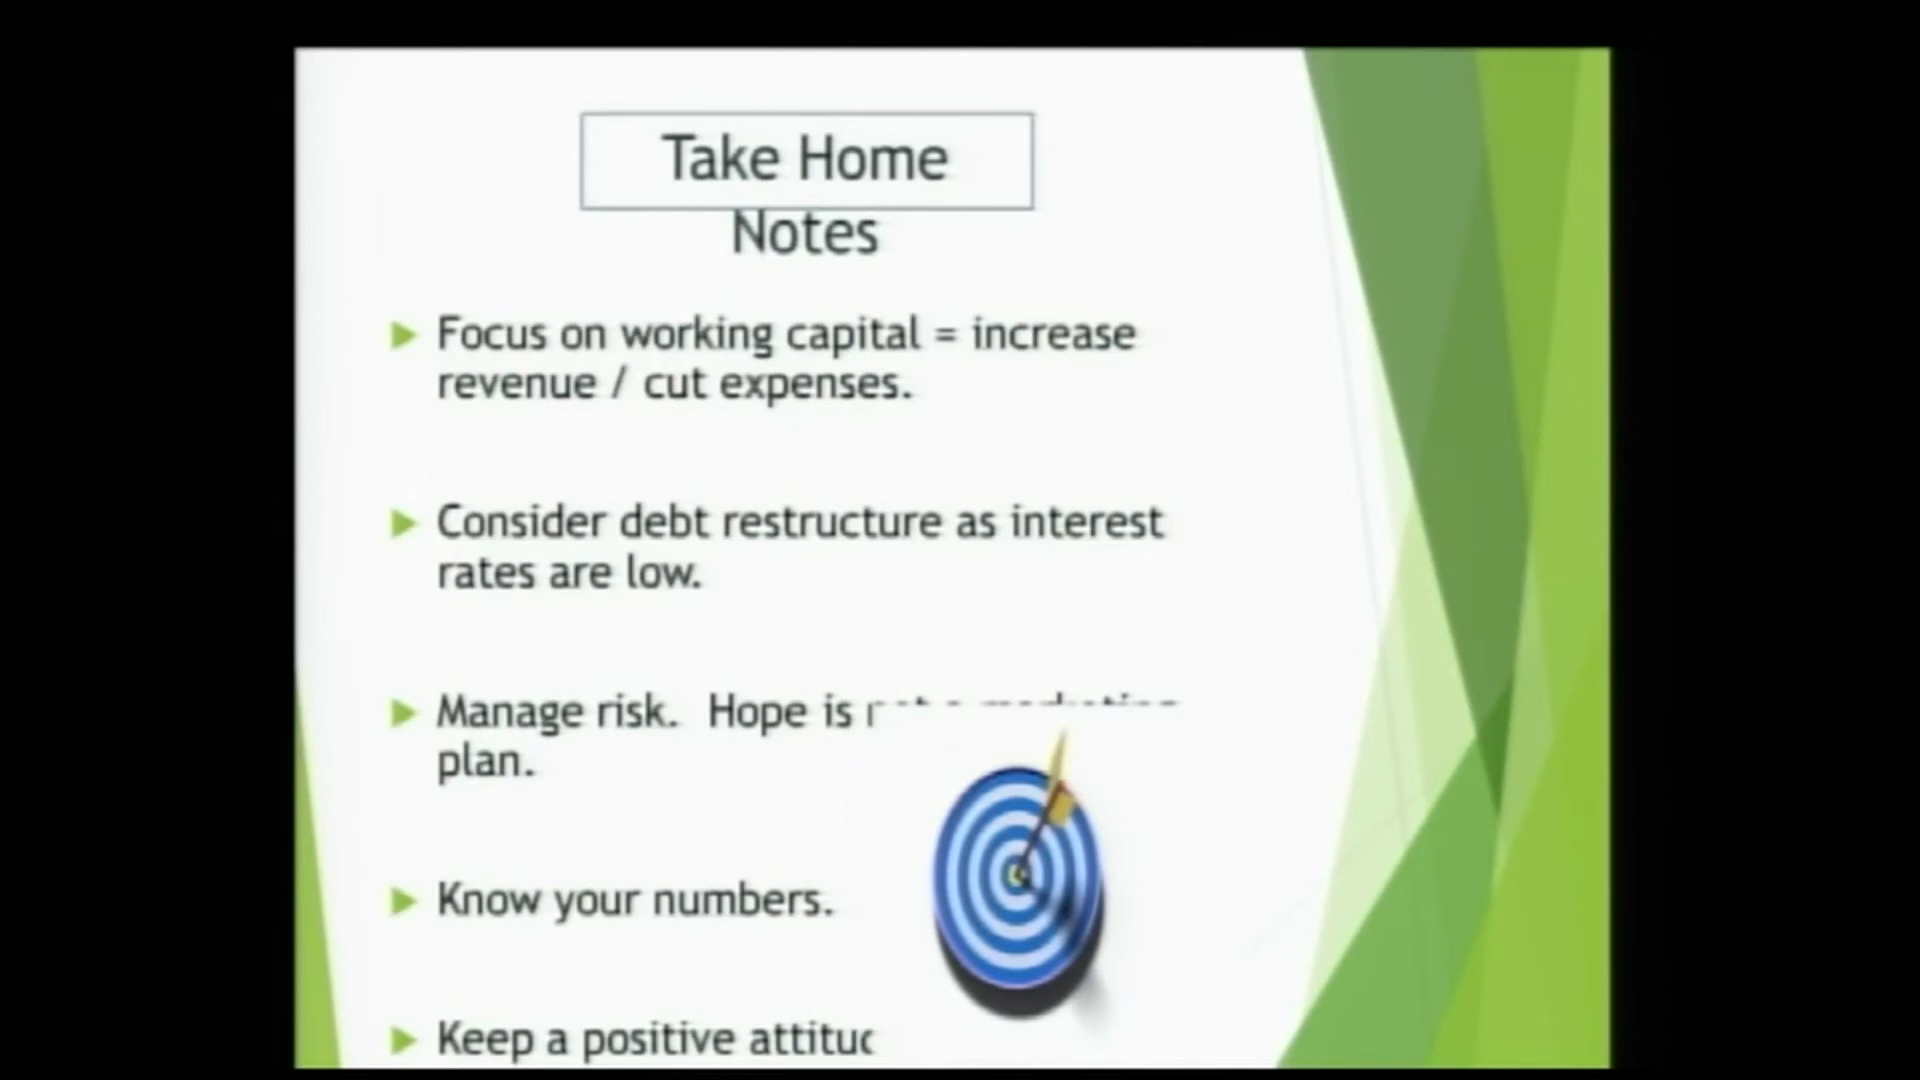 Take Home
Notes
Focus on working capital = increase
revenue / cut expenses.
Consider debt restructure as interest
rates are low.
Manage risk. Hope is
plan.
Know your numbers.
Keep a positive